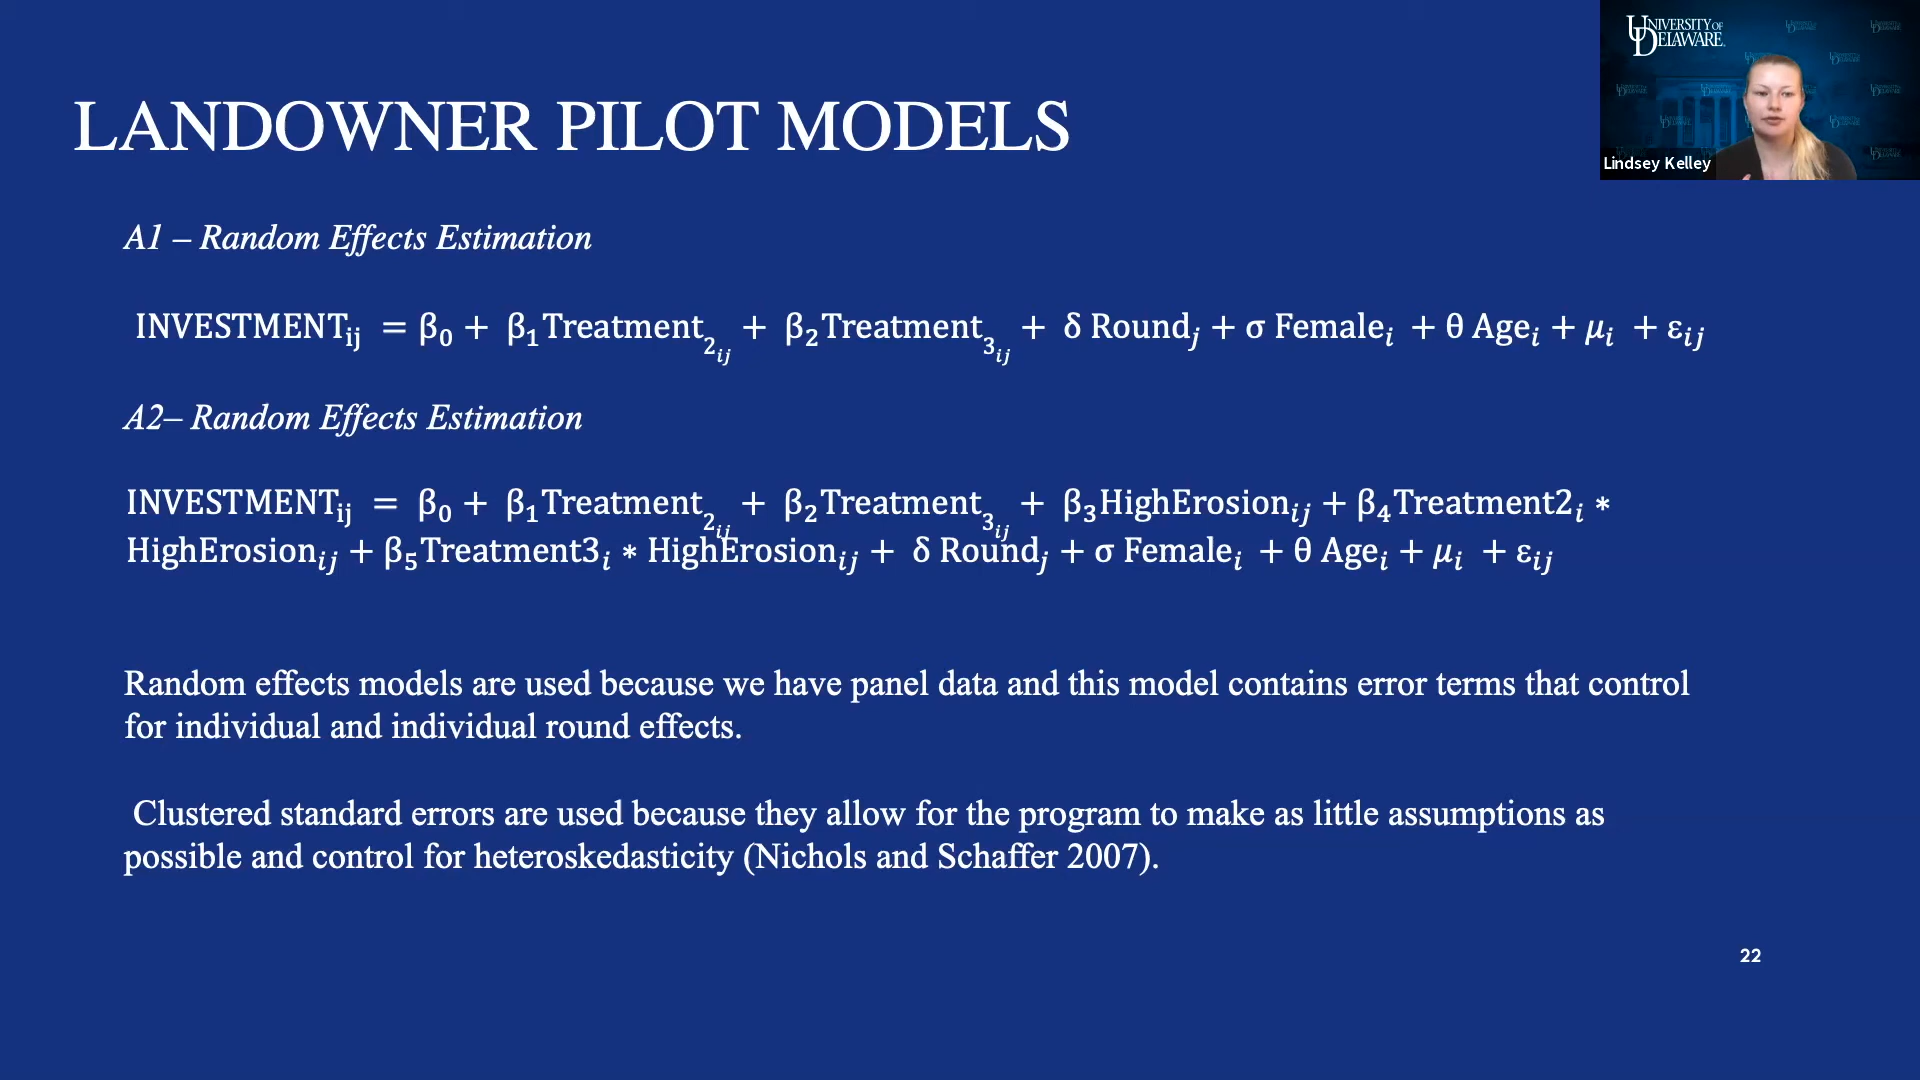 UNIVERSITY OF
DELAWARE
Lindsey Kelley
LANDOWNER PILOT MODELS
A1 – Random Effects Estimation
INVESTMENTij = β0 + β1Treatment2ij + β2Treatment3ij + δ Roundj + σ Femalei + θ Agei + μi + εij
A2– Random Effects Estimation
INVESTMENTij = β0 + β1Treatment2ij + β2Treatment3ij + β3HighErosionij + β4Treatment2i ∗
HighErosionij + β5Treatment3i ∗ HighErosionij + δ Roundj + σ Femalei + θ Agei + μi + εij
Random effects models are used because we have panel data and this model contains error terms that control
for individual and individual round effects.
Clustered standard errors are used because they allow for the program to make as little assumptions as
possible and control for heteroskedasticity (Nichols and Schaffer 2007).
22